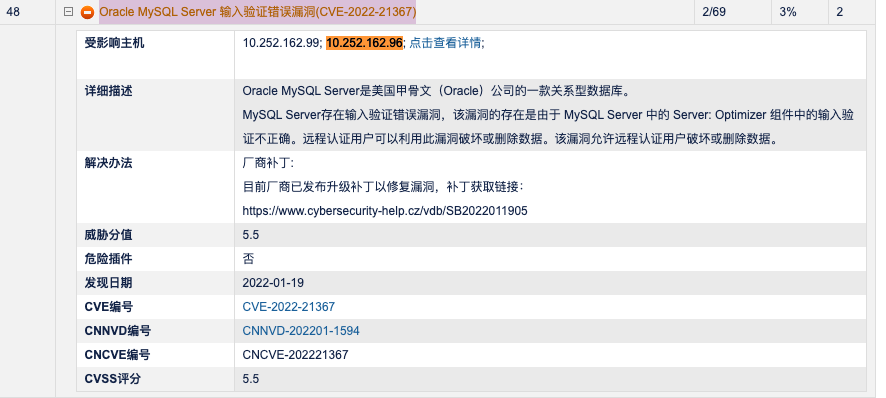 48 Oracle MySQL Server 输入验证错误漏洞(CVE-2022-21367) 2/69 3% 2
受影响主机 10.252.162.99; 10.252.162.96; 点击查看详情;
详细描述 Oracle MySQL Server是美国甲骨文（Oracle）公司的一款关系型数据库。
MySQL Server存在输入验证错误漏洞，该漏洞的存在是由于 MySQL Server 中的 Server: Optimizer 组件中的输入验
证不正确。远程认证用户可以利用此漏洞破坏或删除数据。该漏洞允许远程认证用户破坏或删除数据。
解决办法 厂商补丁:
目前厂商已发布升级补丁以修复漏洞，补丁获取链接：
https://www.cybersecurity-help.cz/vdb/SB2022011905
威胁分值 5.5
危险插件 否
发现日期 2022-01-19
CVE编号 CVE-2022-21367
CNNVD编号 CNNVD-202201-1594
CNCVE编号 CNCVE-202221367
CVSS评分 5.5